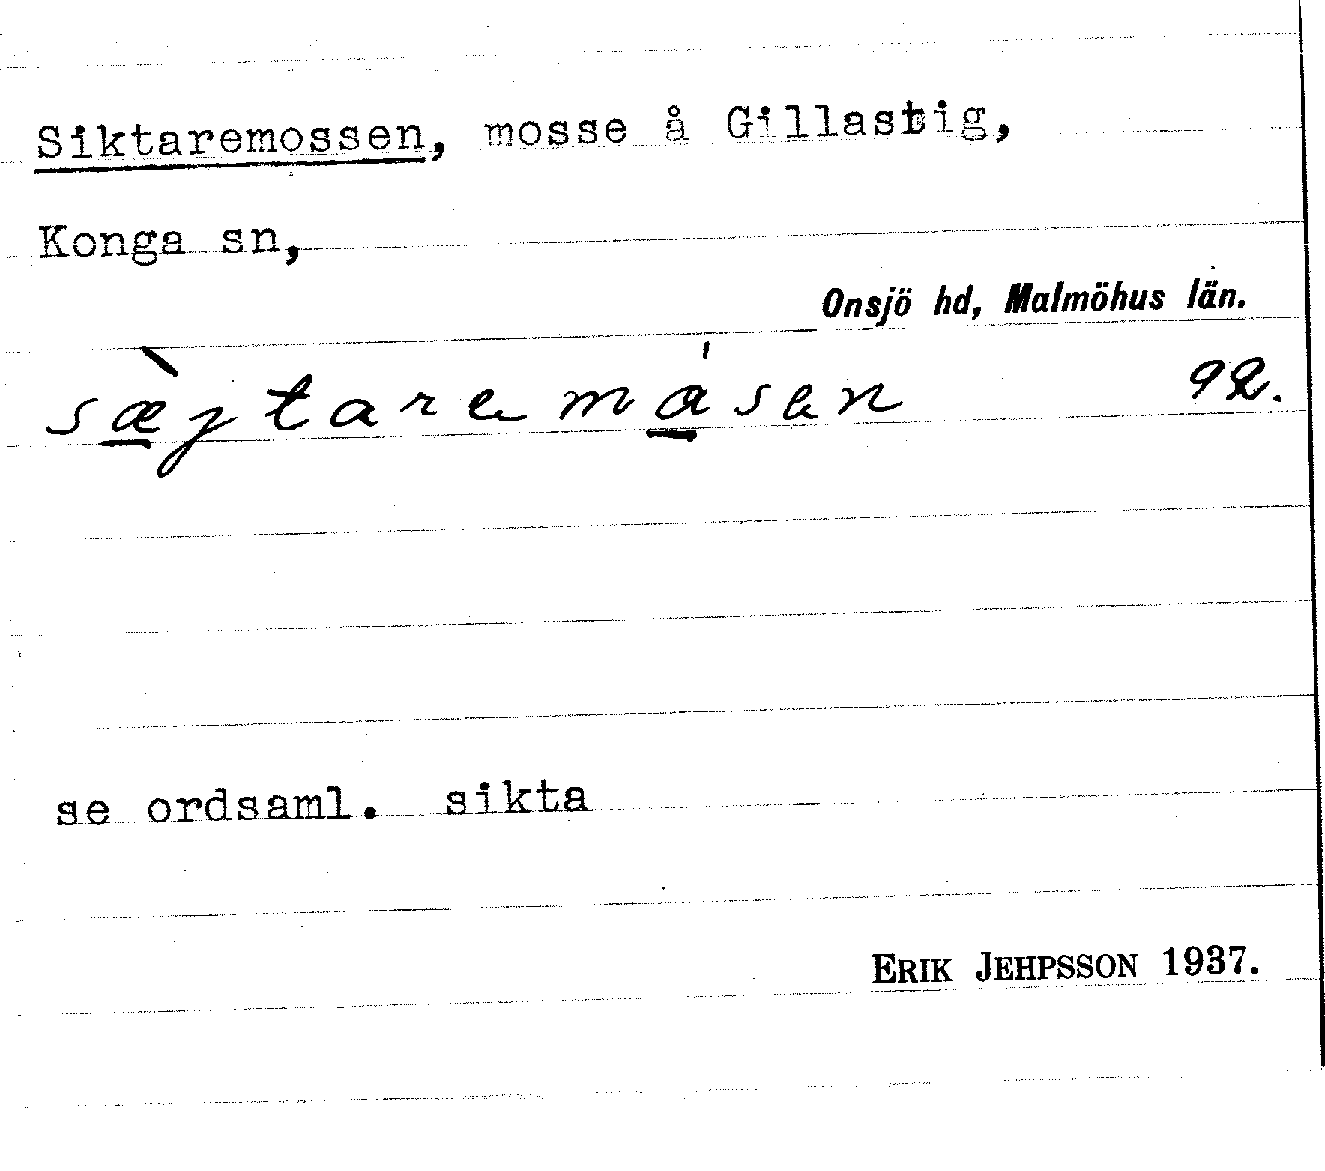 Siktaremossen, mosse å Gillastig,
Konga sn,
Onsjö hd, Malmöhus län.
sæ̀jtaremåsen 92.
se ordsaml. sikta
ERIK JEHPSSON 1937.